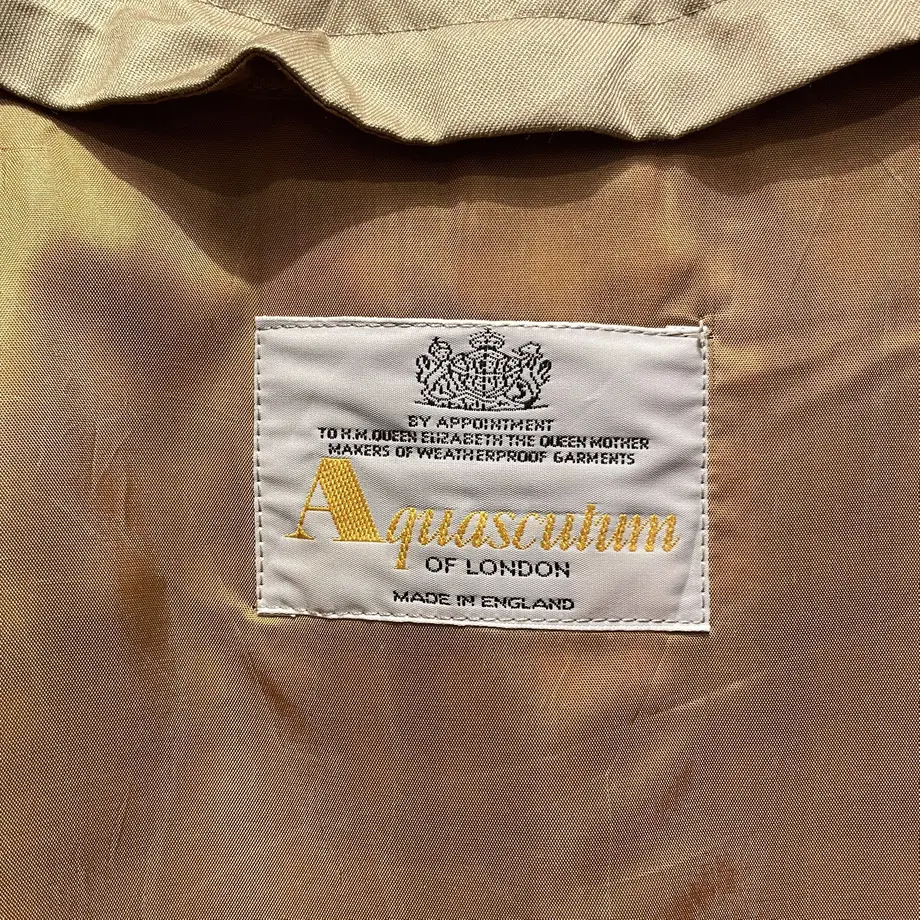 BY APPOINTMENT
TO H.M. QUEEN ELIZABETH THE QUEEN MOTHER
MAKERS OF WEATHERPROOF GARMENTS
Aquascutum
OF LONDON
MADE IN ENGLAND